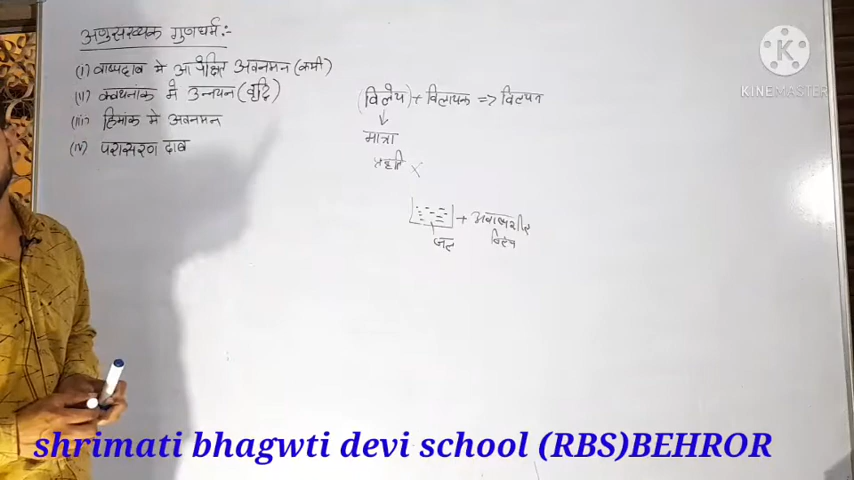 अणुसंख्यक गुणधर्म:-
(i) वाष्पदाब मे आपेक्षित अवनमन (कमी)
(ii) क्वथनांक में उन्नयन (वृद्धि)
(iii) हिमांक मे अवनमन
(iv) परासरण दाब
(विलेय) + विलायक => विलयन
मात्रा
प्रकृति X
+ अवाष्पशील
जल विलेय
K
KINEMASTER
shrimati bhagwti devi school (RBS)BEHROR